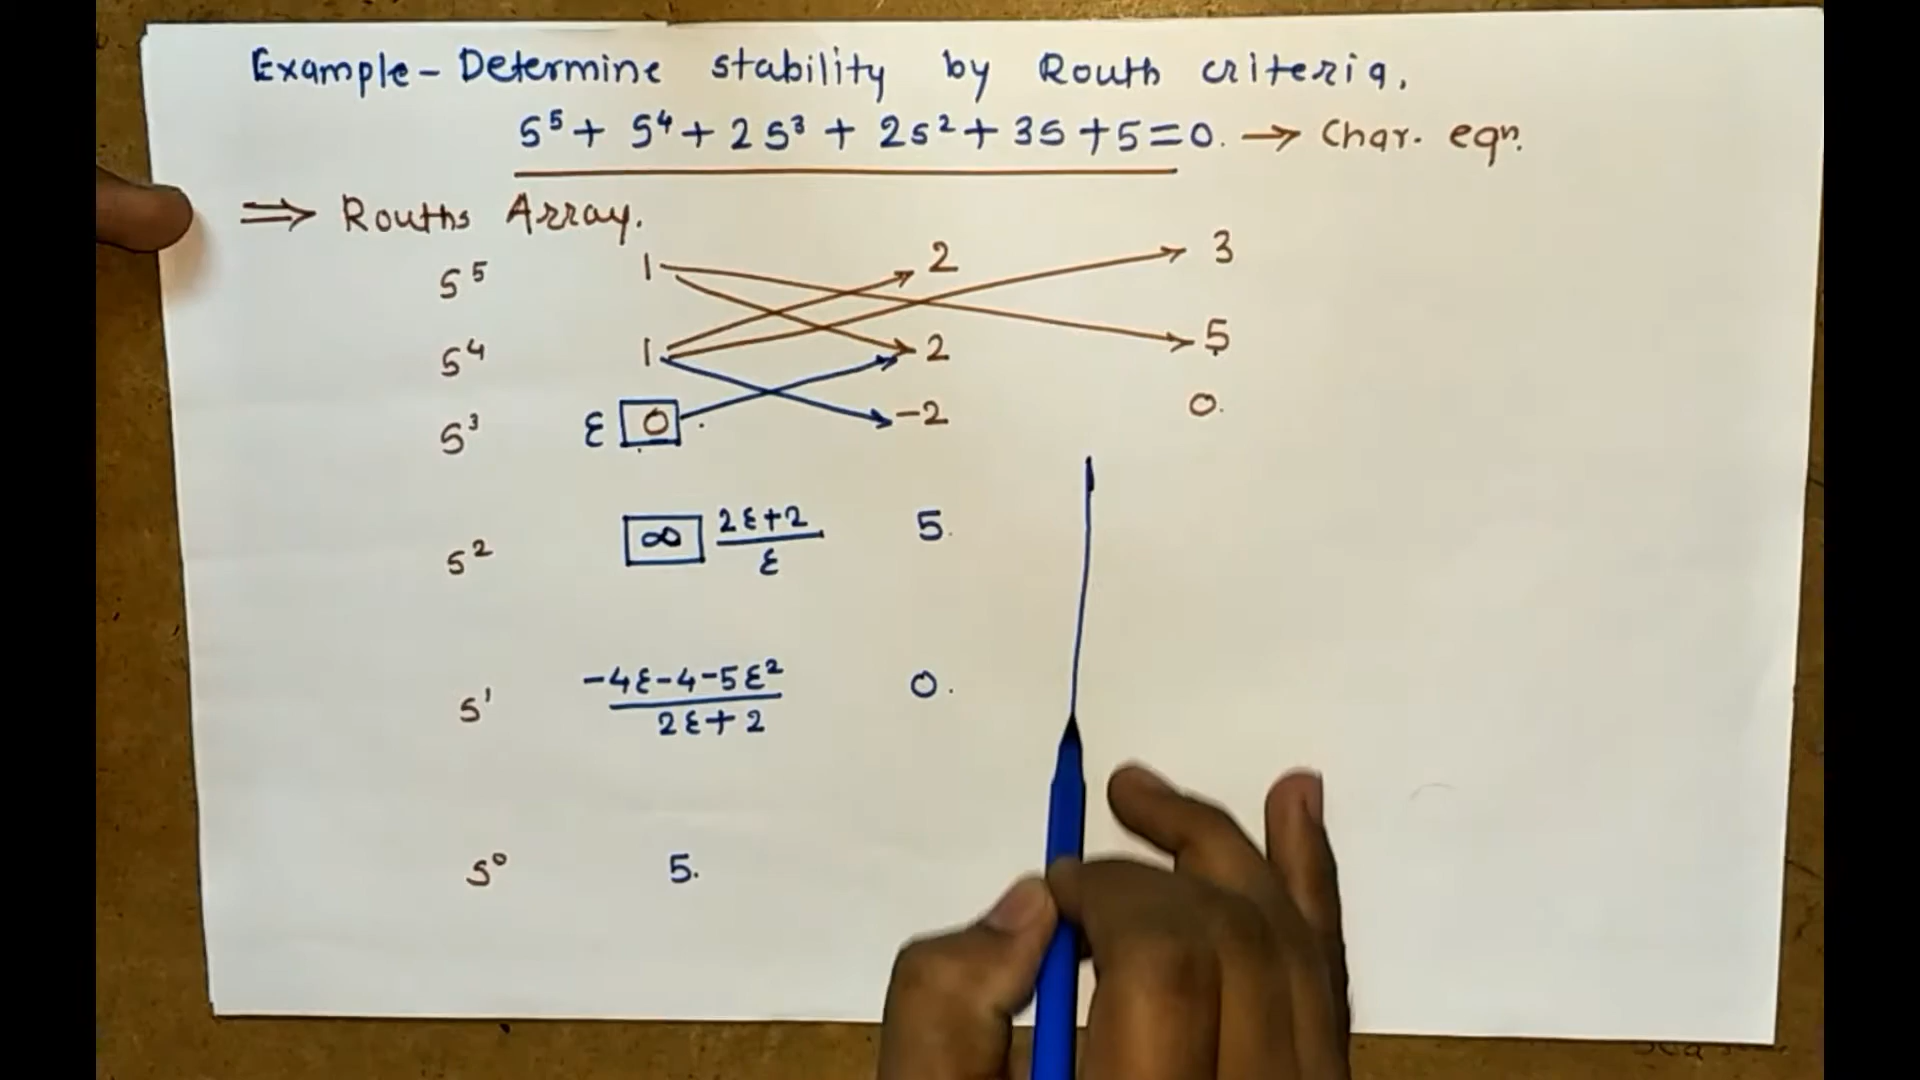 Example - Determine stability by Routh criteria.
S⁵ + S⁴ + 2S³ + 2S² + 3S + 5 = 0. → Char. eqⁿ.
⇒ Rouths Array.
S⁵ 1 2 3
S⁴ 1 2 5
S³ ε 0 -2 0.
S² ∞ (2ε+2)/ε 5.
S¹ (-4ε-4-5ε²)/(2ε+2) 0.
S⁰ 5.